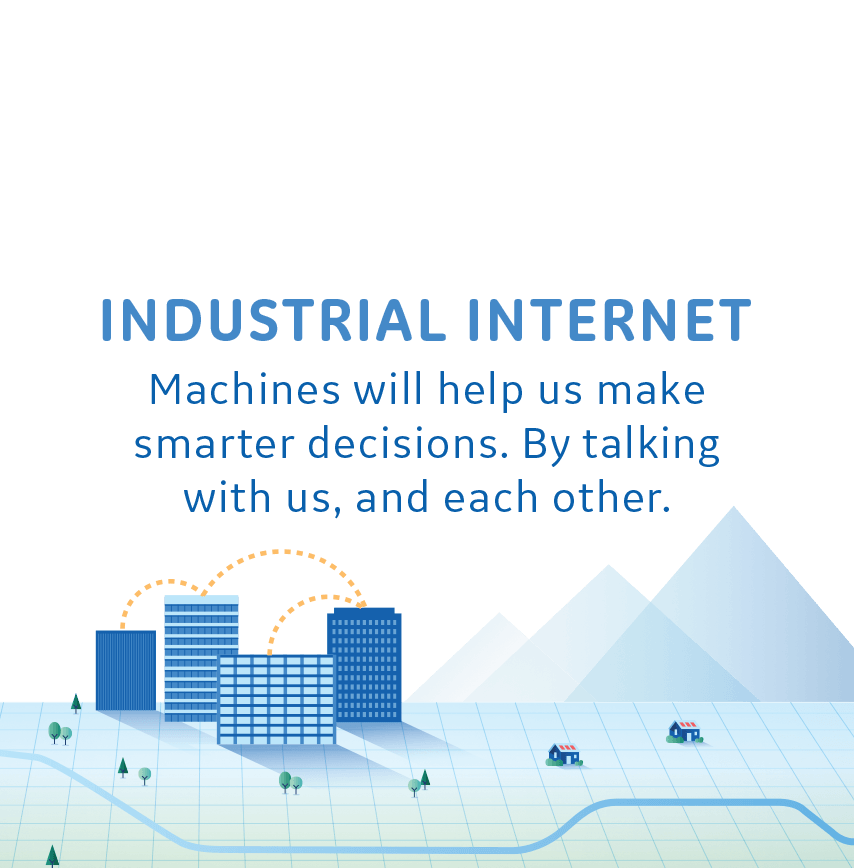 INDUSTRIAL INTERNET
Machines will help us make
smarter decisions. By talking
with us, and each other.